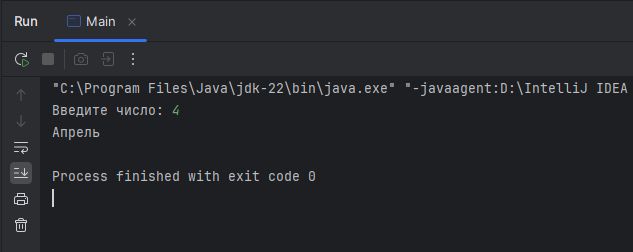 Run Main
"C:\Program Files\Java\jdk-22\bin\java.exe" "-javaagent:D:\IntelliJ IDEA
Введите число: 4
Апрель
Process finished with exit code 0